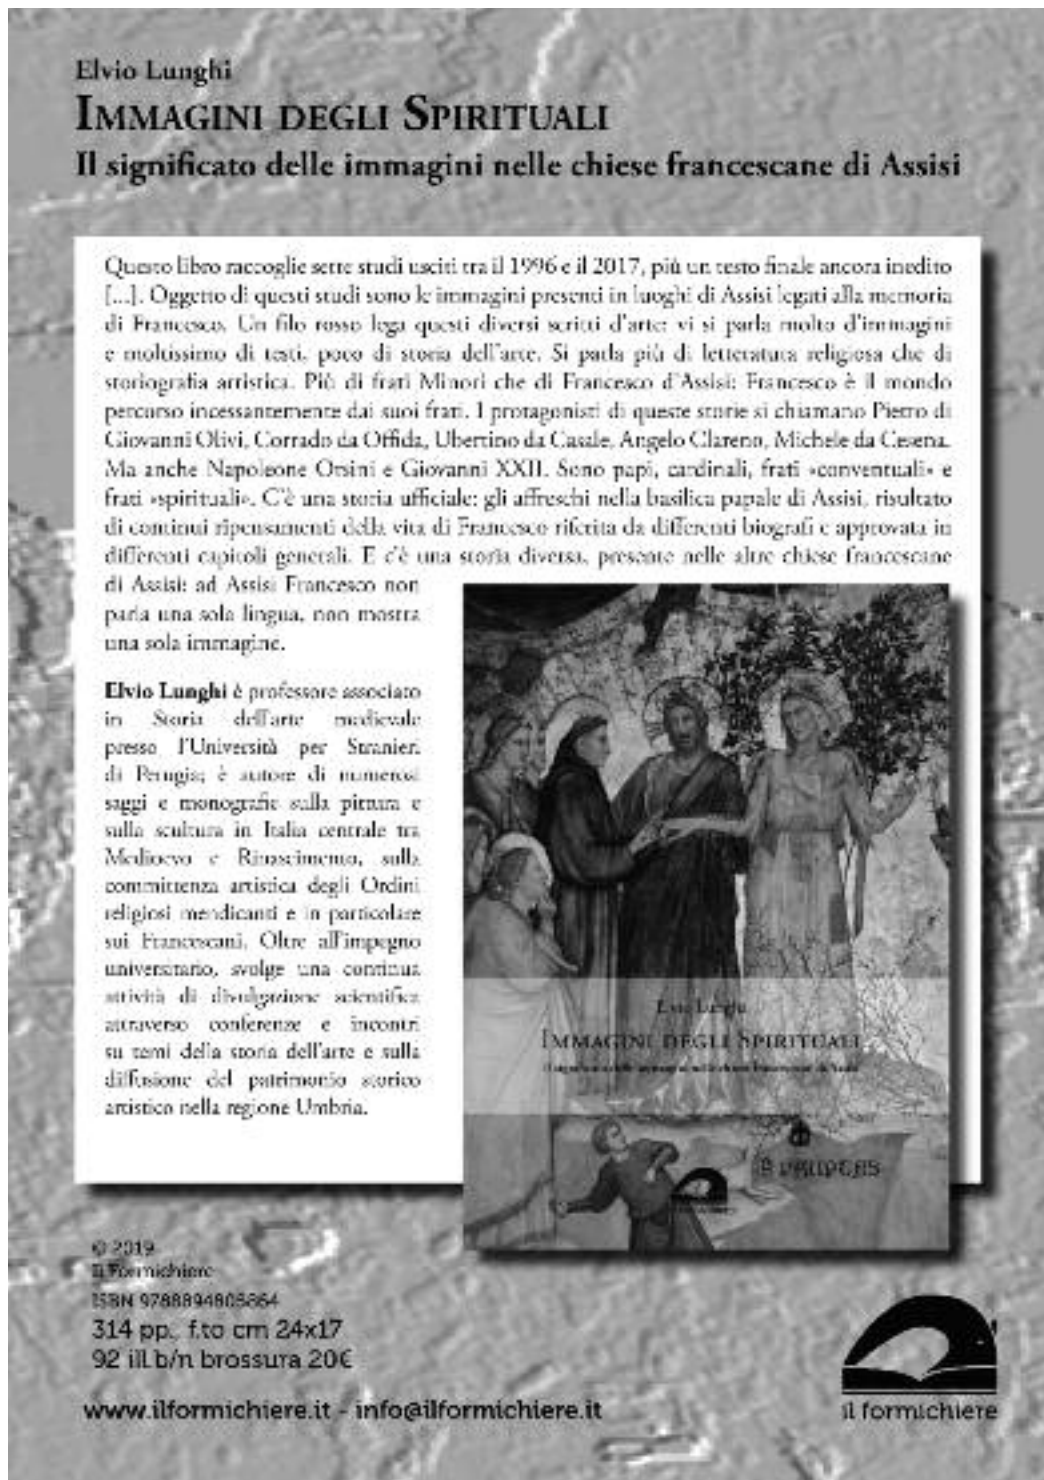 Elvio Lunghi
IMMAGINI DEGLI SPIRITUALI
Il significato delle immagini nelle chiese francescane di Assisi
Questo libro raccoglie sette studi usciti tra il 1996 e il 2017, più un testo finale ancora inedito
[...]. Oggetto di questi studi sono le immagini presenti in luoghi di Assisi legati alla memoria
di Francesco. Un filo rosso lega questi diversi scritti d'arte: vi si parla molto d'immagini
e moltissimo di testi, poco di storia dell'arte. Si parla più di letteratura religiosa che di
storiografia artistica. Più di frati Minori che di Francesco d'Assisi: Francesco è il mondo
percorso incessantemente dai suoi frati. I protagonisti di queste storie si chiamano Pietro di
Giovanni Olivi, Corrado da Offida, Ubertino da Casale, Angelo Clareno, Michele da Cesena.
Ma anche Napoleone Orsini e Giovanni XXII. Sono papi, cardinali, frati «conventuali» e
frati «spirituali». C'è una storia ufficiale: gli affreschi nella basilica papale di Assisi, risultato
di continui ripensamenti della vita di Francesco riferita da differenti biografi e approvata in
differenti capitoli generali. E c'è una storia diversa, presente nelle altre chiese francescane
di Assisi: ad Assisi Francesco non
parla una sola lingua, non mostra
una sola immagine.
Elvio Lunghi è professore associato
in Storia dell'arte medievale
presso l'Università per Stranieri
di Perugia; è autore di numerosi
saggi e monografie sulla pittura e
sulla scultura in Italia centrale tra
Medioevo e Rinascimento, sulla
committenza artistica degli Ordini
religiosi mendicanti e in particolare
sui Francescani. Oltre all'impegno
universitario, svolge una continua
attività di divulgazione scientifica
attraverso conferenze e incontri
su temi della storia dell'arte e sulla
diffusione del patrimonio storico
artistico nella regione Umbria.
Elvio Lunghi
IMMAGINI DEGLI SPIRITUALI
Il significato delle immagini nelle chiese francescane di Assisi
© 2019
Il Formichiere
ISBN 9788894805864
314 pp., f.to cm 24x17
92 ill.b/n brossura 20€
www.ilformichiere.it - info@ilformichiere.it
il formichiere